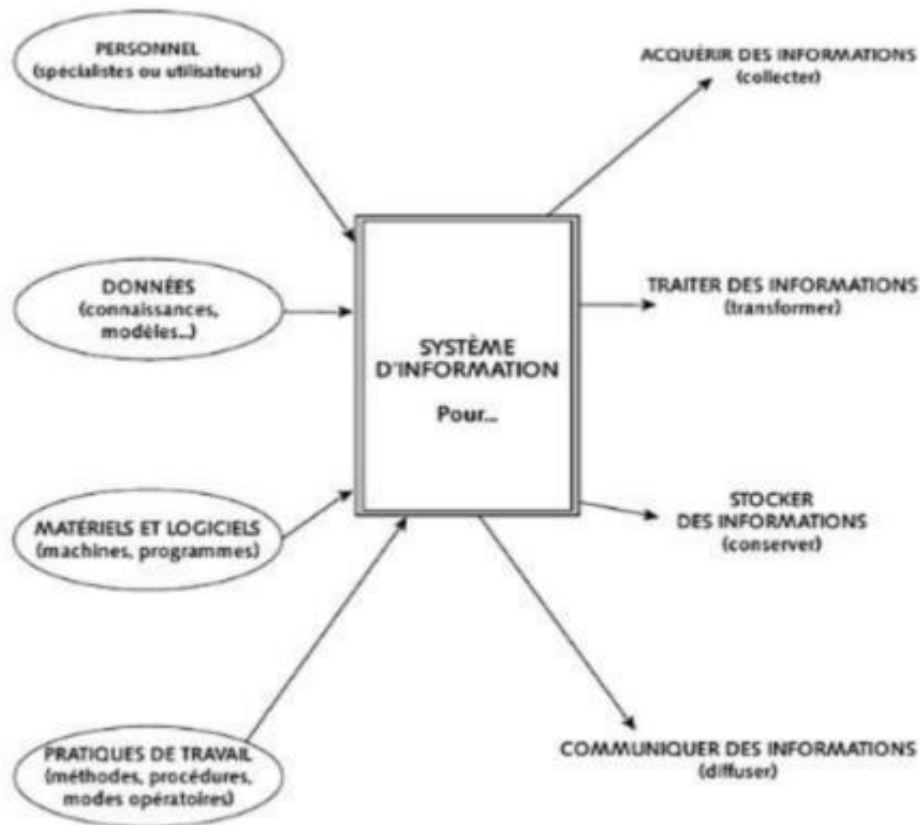 PERSONNEL
(spécialistes ou utilisateurs)
DONNÉES
(connaissances,
modèles...)
MATÉRIELS ET LOGICIELS
(machines, programmes)
PRATIQUES DE TRAVAIL
(méthodes, procédures,
modes opératoires)
SYSTÈME
D'INFORMATION
Pour...
ACQUÉRIR DES INFORMATIONS
(collecter)
TRAITER DES INFORMATIONS
(transformer)
STOCKER
DES INFORMATIONS
(conserver)
COMMUNIQUER DES INFORMATIONS
(diffuser)